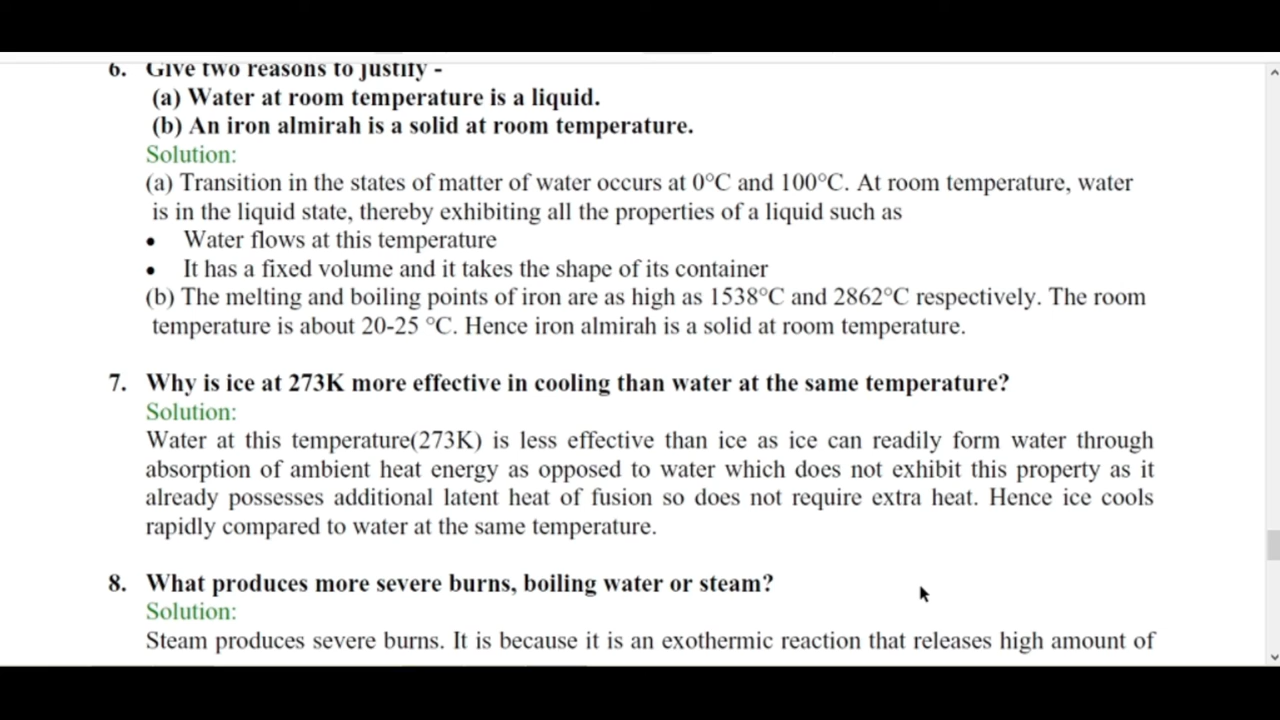 6. Give two reasons to justify -
(a) Water at room temperature is a liquid.
(b) An iron almirah is a solid at room temperature.
Solution:
(a) Transition in the states of matter of water occurs at 0°C and 100°C. At room temperature, water
is in the liquid state, thereby exhibiting all the properties of a liquid such as
• Water flows at this temperature
• It has a fixed volume and it takes the shape of its container
(b) The melting and boiling points of iron are as high as 1538°C and 2862°C respectively. The room
temperature is about 20-25 °C. Hence iron almirah is a solid at room temperature.
7. Why is ice at 273K more effective in cooling than water at the same temperature?
Solution:
Water at this temperature(273K) is less effective than ice as ice can readily form water through
absorption of ambient heat energy as opposed to water which does not exhibit this property as it
already possesses additional latent heat of fusion so does not require extra heat. Hence ice cools
rapidly compared to water at the same temperature.
8. What produces more severe burns, boiling water or steam?
Solution:
Steam produces severe burns. It is because it is an exothermic reaction that releases high amount of